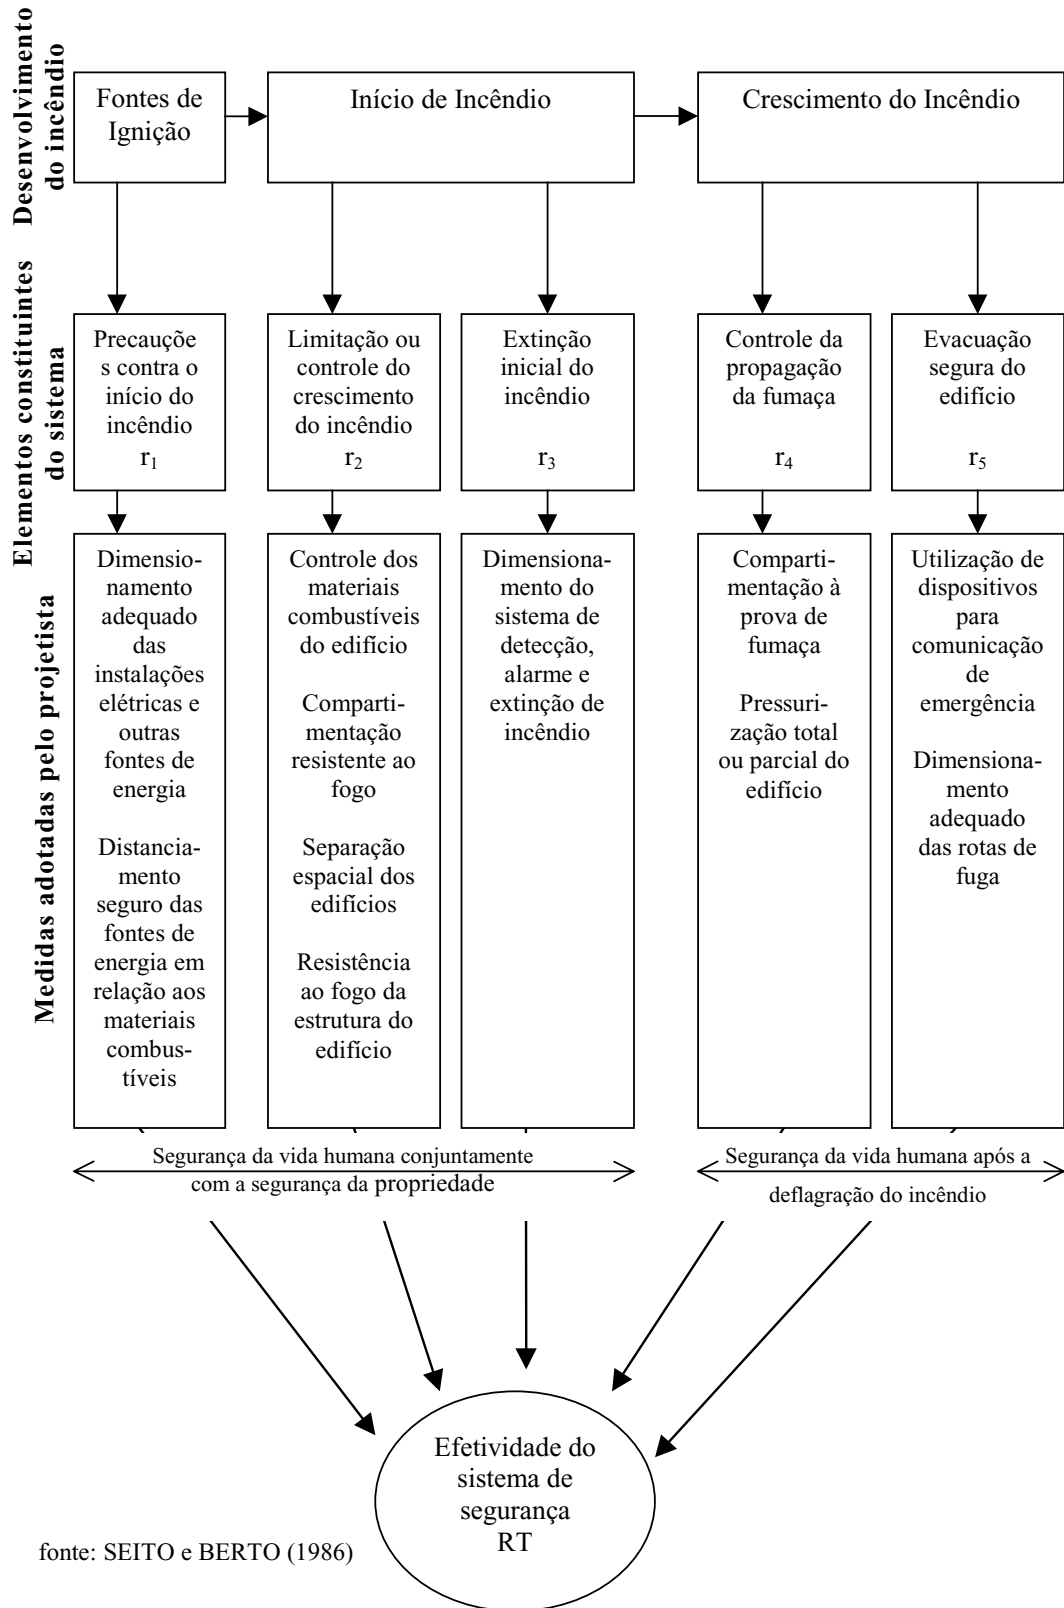 Desenvolvimento
do incêndio
Fontes de
Ignição
Início de Incêndio
Crescimento do Incêndio
Elementos constituintes
do sistema
Precauçõe
s contra o
início do
incêndio
r1
Limitação ou
controle do
crescimento
do incêndio
r2
Extinção
inicial do
incêndio
r3
Controle da
propagação
da fumaça
r4
Evacuação
segura do
edifício
r5
Medidas adotadas pelo projetista
Dimensio-
namento
adequado
das
instalações
elétricas e
outras
fontes de
energia
Distancia-
mento
seguro das
fontes de
energia em
relação aos
materiais
combus-
tíveis
Controle dos
materiais
combustíveis
do edifício
Comparti-
mentação
resistente ao
fogo
Separação
espacial dos
edifícios
Resistência
ao fogo da
estrutura do
edifício
Dimensiona-
mento do
sistema de
detecção,
alarme e
extinção de
incêndio
Comparti-
mentação à
prova de
fumaça
Pressuri-
zação total
ou parcial do
edifício
Utilização de
dispositivos
para
comunicação
de
emergência
Dimensiona-
mento
adequado
das rotas de
fuga
Segurança da vida humana conjuntamente
com a segurança da propriedade
Segurança da vida humana após a
deflagração do incêndio
Efetividade do
sistema de
segurança
RT
fonte: SEITO e BERTO (1986)